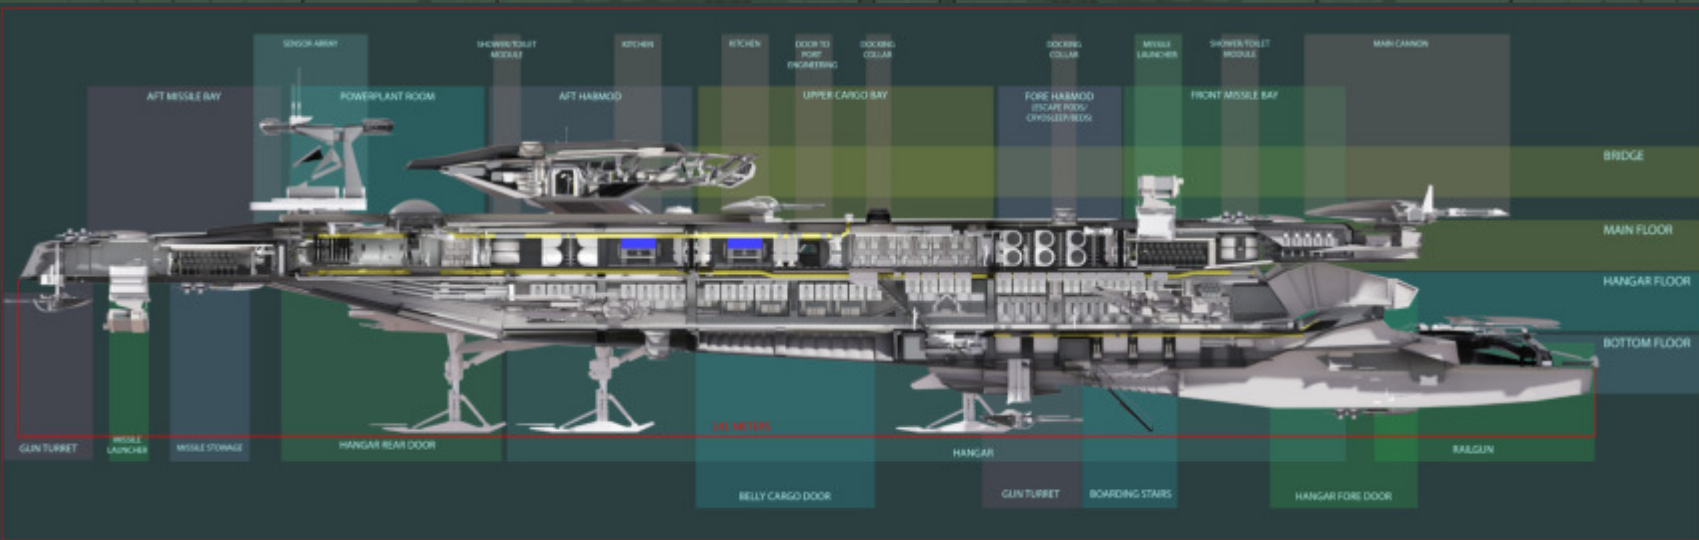 SENSOR ARRAY
SHOWER/TOILET
MODULE
KITCHEN
KITCHEN
DOOR TO
PORT
ENGINEERING
DOCKING
COLLAR
DOCKING
COLLAR
MISSILE
LAUNCHER
SHOWER/TOILET
MODULE
MAIN CANNON
AFT MISSILE BAY
POWERPLANT ROOM
AFT HABMOD
UPPER CARGO BAY
FORE HABMOD
(ESCAPE PODS/
CRYOSLEEP/BEDS)
FRONT MISSILE BAY
BRIDGE
MAIN FLOOR
HANGAR FLOOR
BOTTOM FLOOR
METERS
GUN TURRET
MISSILE
LAUNCHER
MISSILE STORAGE
HANGAR REAR DOOR
HANGAR
RAILGUN
BELLY CARGO DOOR
GUN TURRET
BOARDING STAIRS
HANGAR FORE DOOR